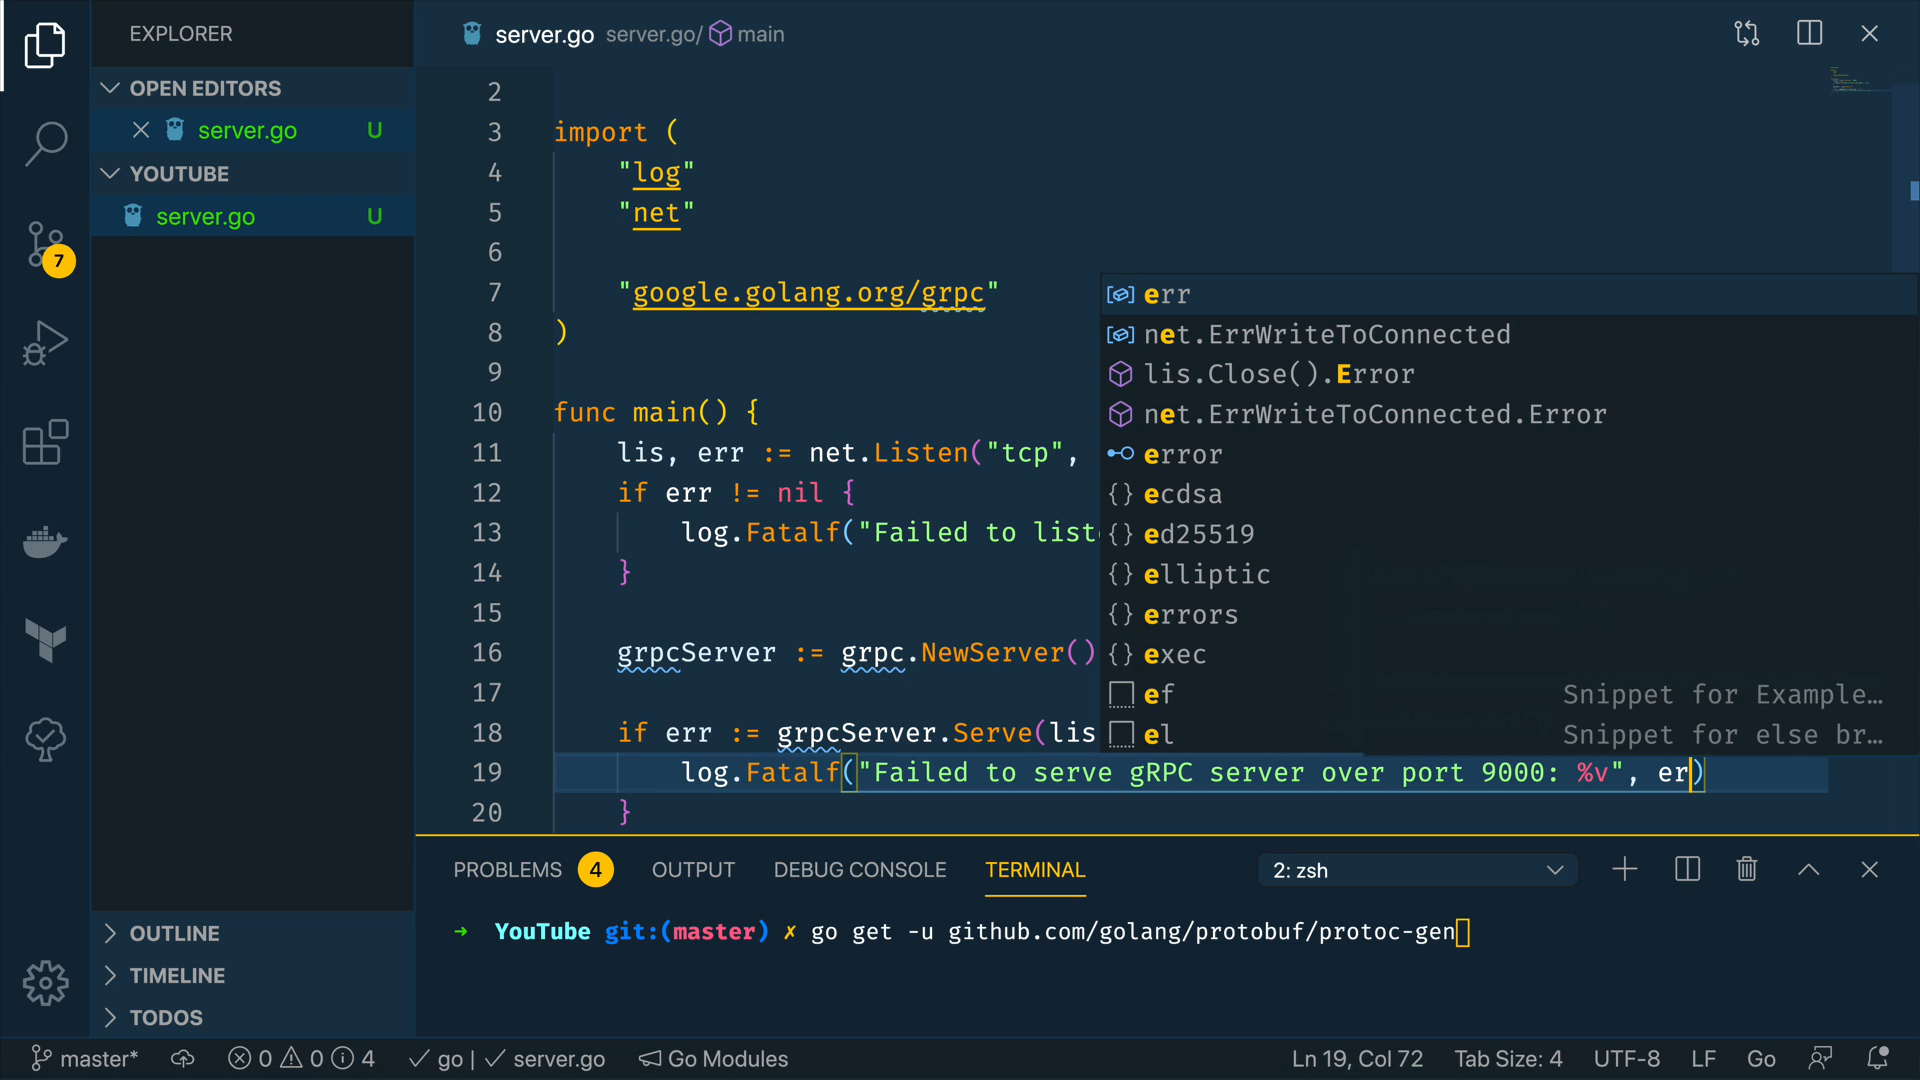 EXPLORER
OPEN EDITORS
server.go U
YOUTUBE
server.go U
OUTLINE
TIMELINE
TODOS
7
server.go server.go/ main
2
3 import (
4 "log"
5 "net"
6
7 "google.golang.org/grpc"
8 )
9
10 func main() {
11 lis, err := net.Listen("tcp",
12 if err != nil {
13 log.Fatalf("Failed to liste
14 }
15
16 grpcServer := grpc.NewServer()
17
18 if err := grpcServer.Serve(lis
19 log.Fatalf("Failed to serve gRPC server over port 9000: %v", er)
20 }
err
net.ErrWriteToConnected
lis.Close().Error
net.ErrWriteToConnected.Error
error
ecdsa
ed25519
elliptic
errors
exec
ef Snippet for Example…
el Snippet for else br…
PROBLEMS 4 OUTPUT DEBUG CONSOLE TERMINAL 2: zsh
→ YouTube git:(master) ✗ go get -u github.com/golang/protobuf/protoc-gen
master* 0 0 4 go | server.go Go Modules Ln 19, Col 72 Tab Size: 4 UTF-8 LF Go